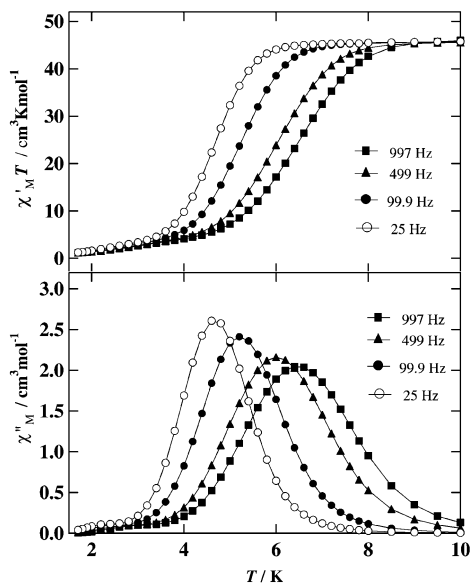 50
40
30
20
10
0
χ'M T / cm³Kmol⁻¹
997 Hz
499 Hz
99.9 Hz
25 Hz
3.0
2.5
2.0
1.5
1.0
0.5
0.0
χ"M / cm³mol⁻¹
997 Hz
499 Hz
99.9 Hz
25 Hz
2 4 6 8 10
T / K